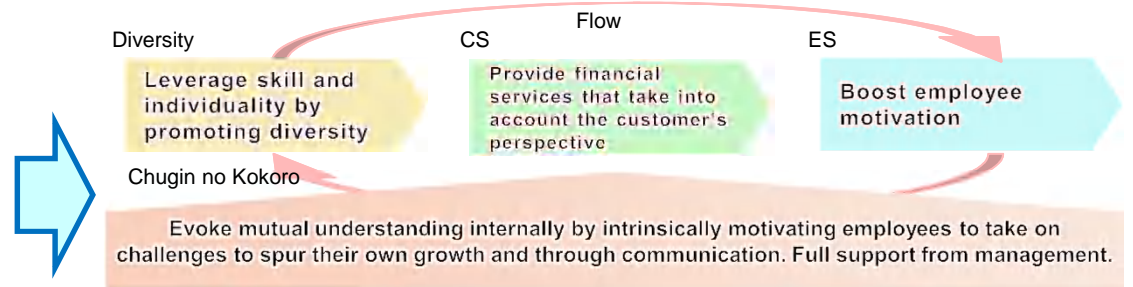 Flow
Diversity
CS
ES
Leverage skill and
individuality by
promoting diversity
Provide financial
services that take into
account the customer's
perspective
Boost employee
motivation
Chugin no Kokoro
Evoke mutual understanding internally by intrinsically motivating employees to take on
challenges to spur their own growth and through communication. Full support from management.